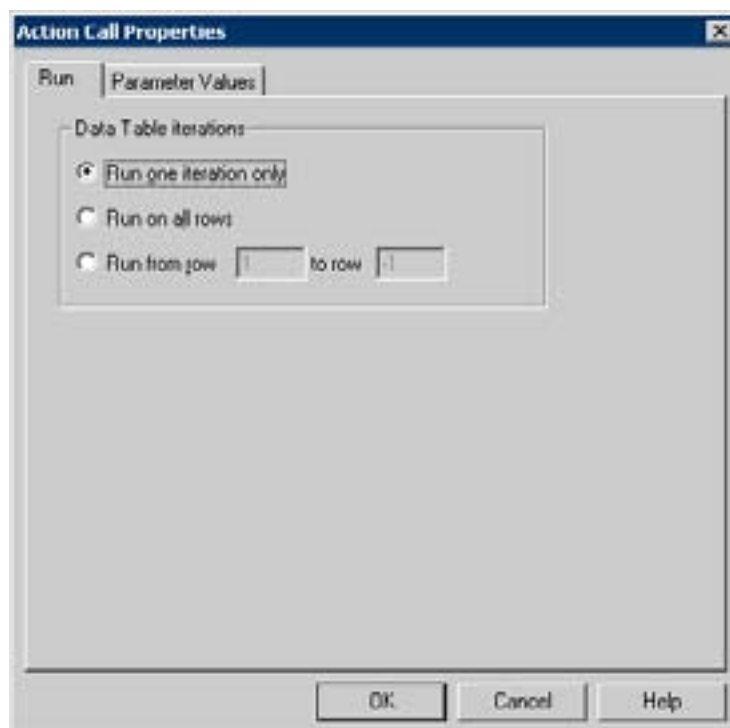 Action Call Properties
Run Parameter Values
Data Table iterations
Run one iteration only
Run on all rows
Run from row 1 to row -1
OK Cancel Help